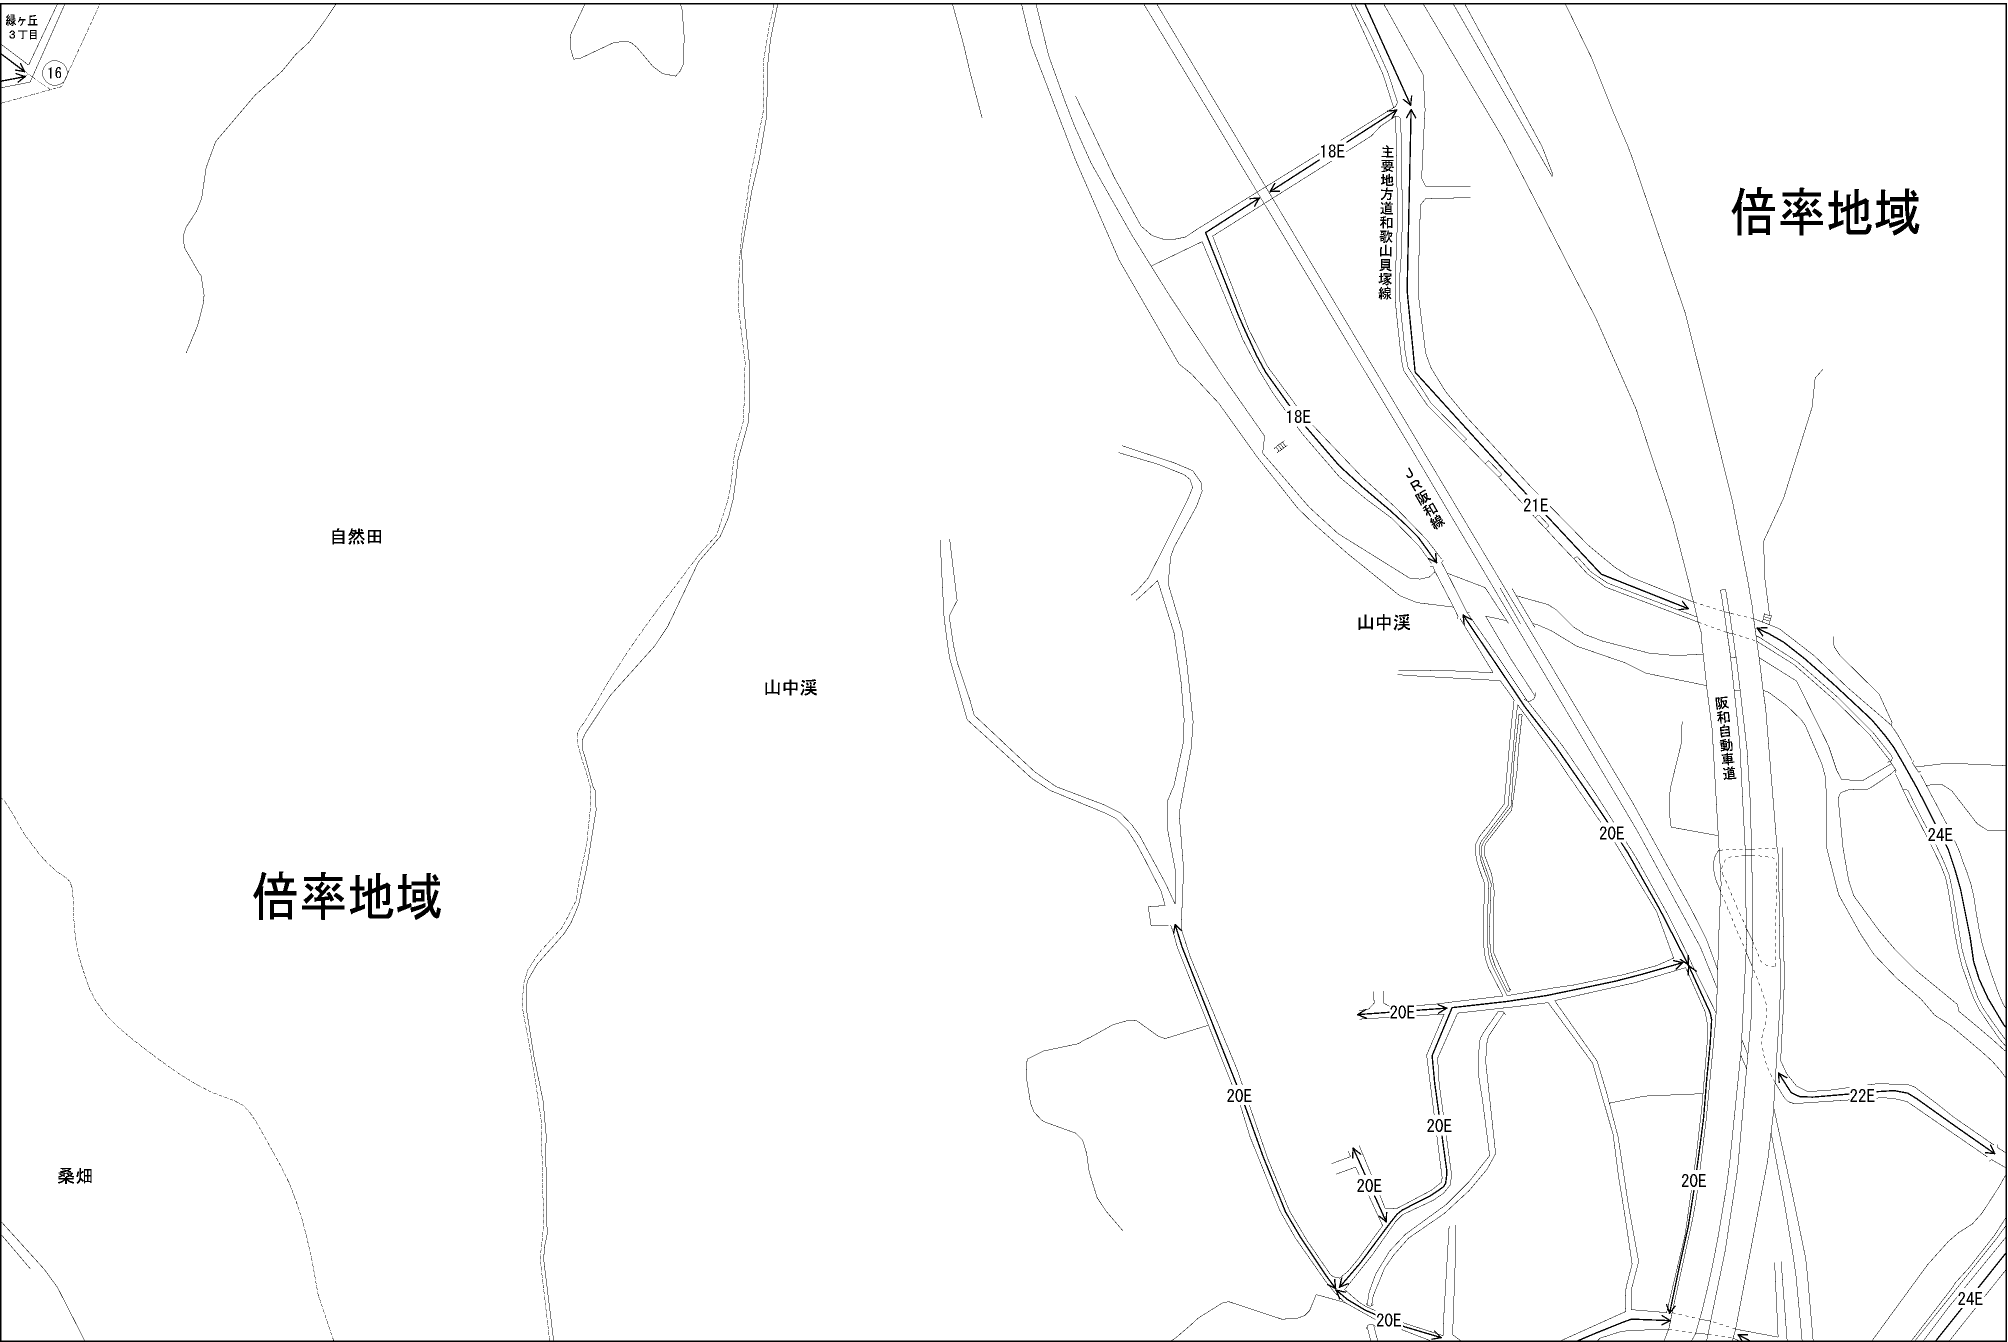 緑ヶ丘
3丁目
16
18E
主要地方道和歌山貝塚線
倍率地域
18E
JR阪和線
21E
自然田
山中渓
山中渓
阪和自動車道
20E
24E
倍率地域
20E
20E
22E
20E
桑畑
20E
20E
24E
20E